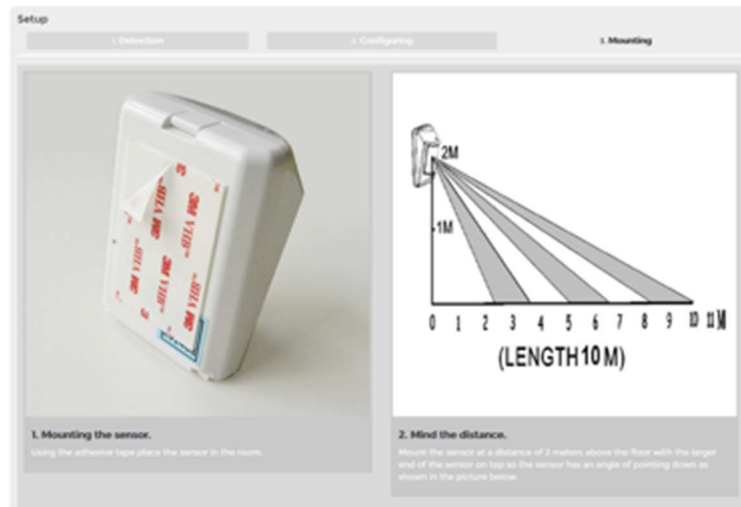 Setup
1. Detection
2. Configuring
3. Mounting
3M VHB
2M
1M
0 1 2 3 4 5 6 7 8 9 10 11M
(LENGTH 10 M)
1. Mounting the sensor.
Using the adhesive tape place the sensor in the room.
2. Mind the distance.
Mount the sensor at a distance of 2 meters above the floor with the larger
end of the sensor on top so the sensor has an angle of pointing down as
shown in the picture below.